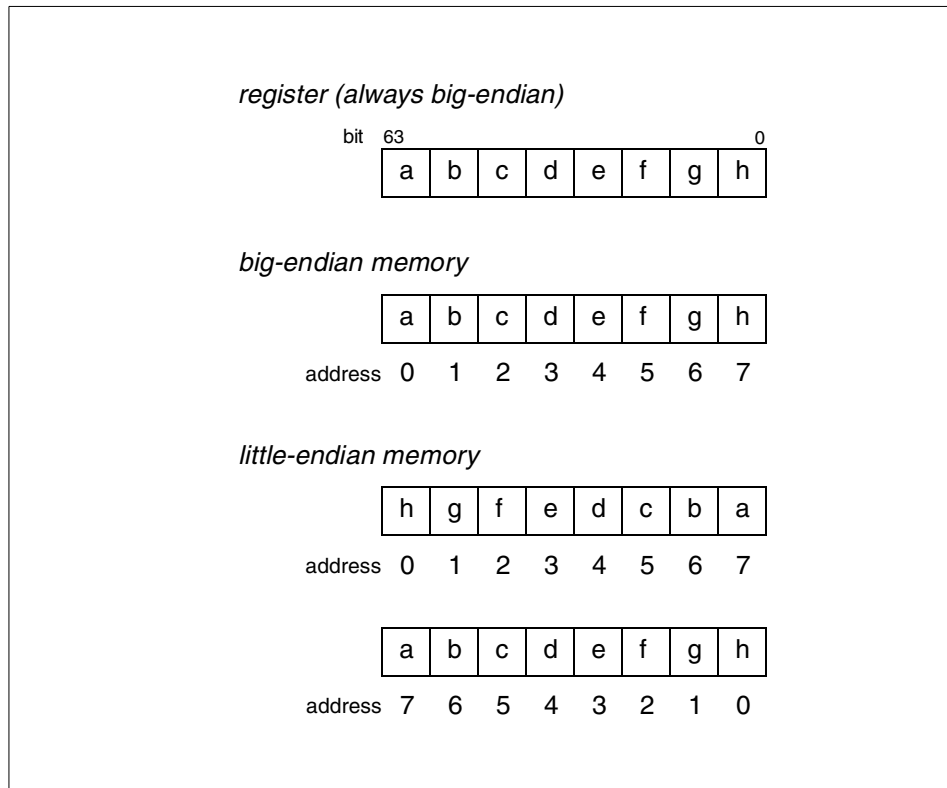 register (always big-endian)
bit 63 0
a b c d e f g h
big-endian memory
a b c d e f g h
address 0 1 2 3 4 5 6 7
little-endian memory
h g f e d c b a
address 0 1 2 3 4 5 6 7
a b c d e f g h
address 7 6 5 4 3 2 1 0